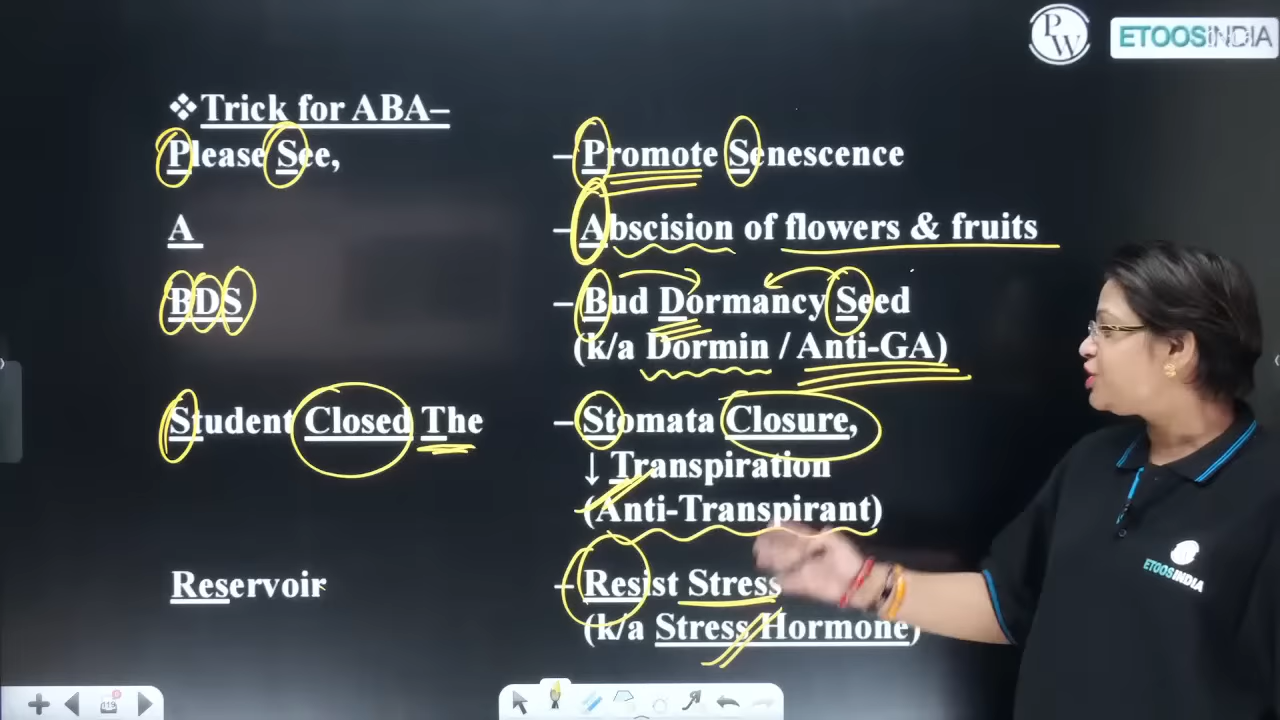 PW
ETOOSINDIA
❖Trick for ABA–
Please See,
– Promote Senescence
A
– Abscision of flowers & fruits
BDS
– Bud Dormancy Seed
(k/a Dormin / Anti-GA)
Student Closed The
– Stomata Closure,
↓ Transpiration
(Anti-Transpirant)
Reservoir
– Resist Stress
(k/a Stress Hormone)
ETOOSINDIA
119